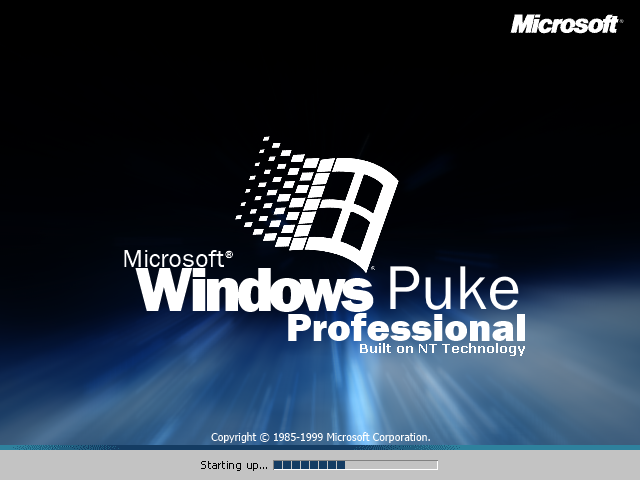 Microsoft®
Microsoft®
Windows® Puke
Professional
Built on NT Technology
Copyright © 1985-1999 Microsoft Corporation.
Starting up...